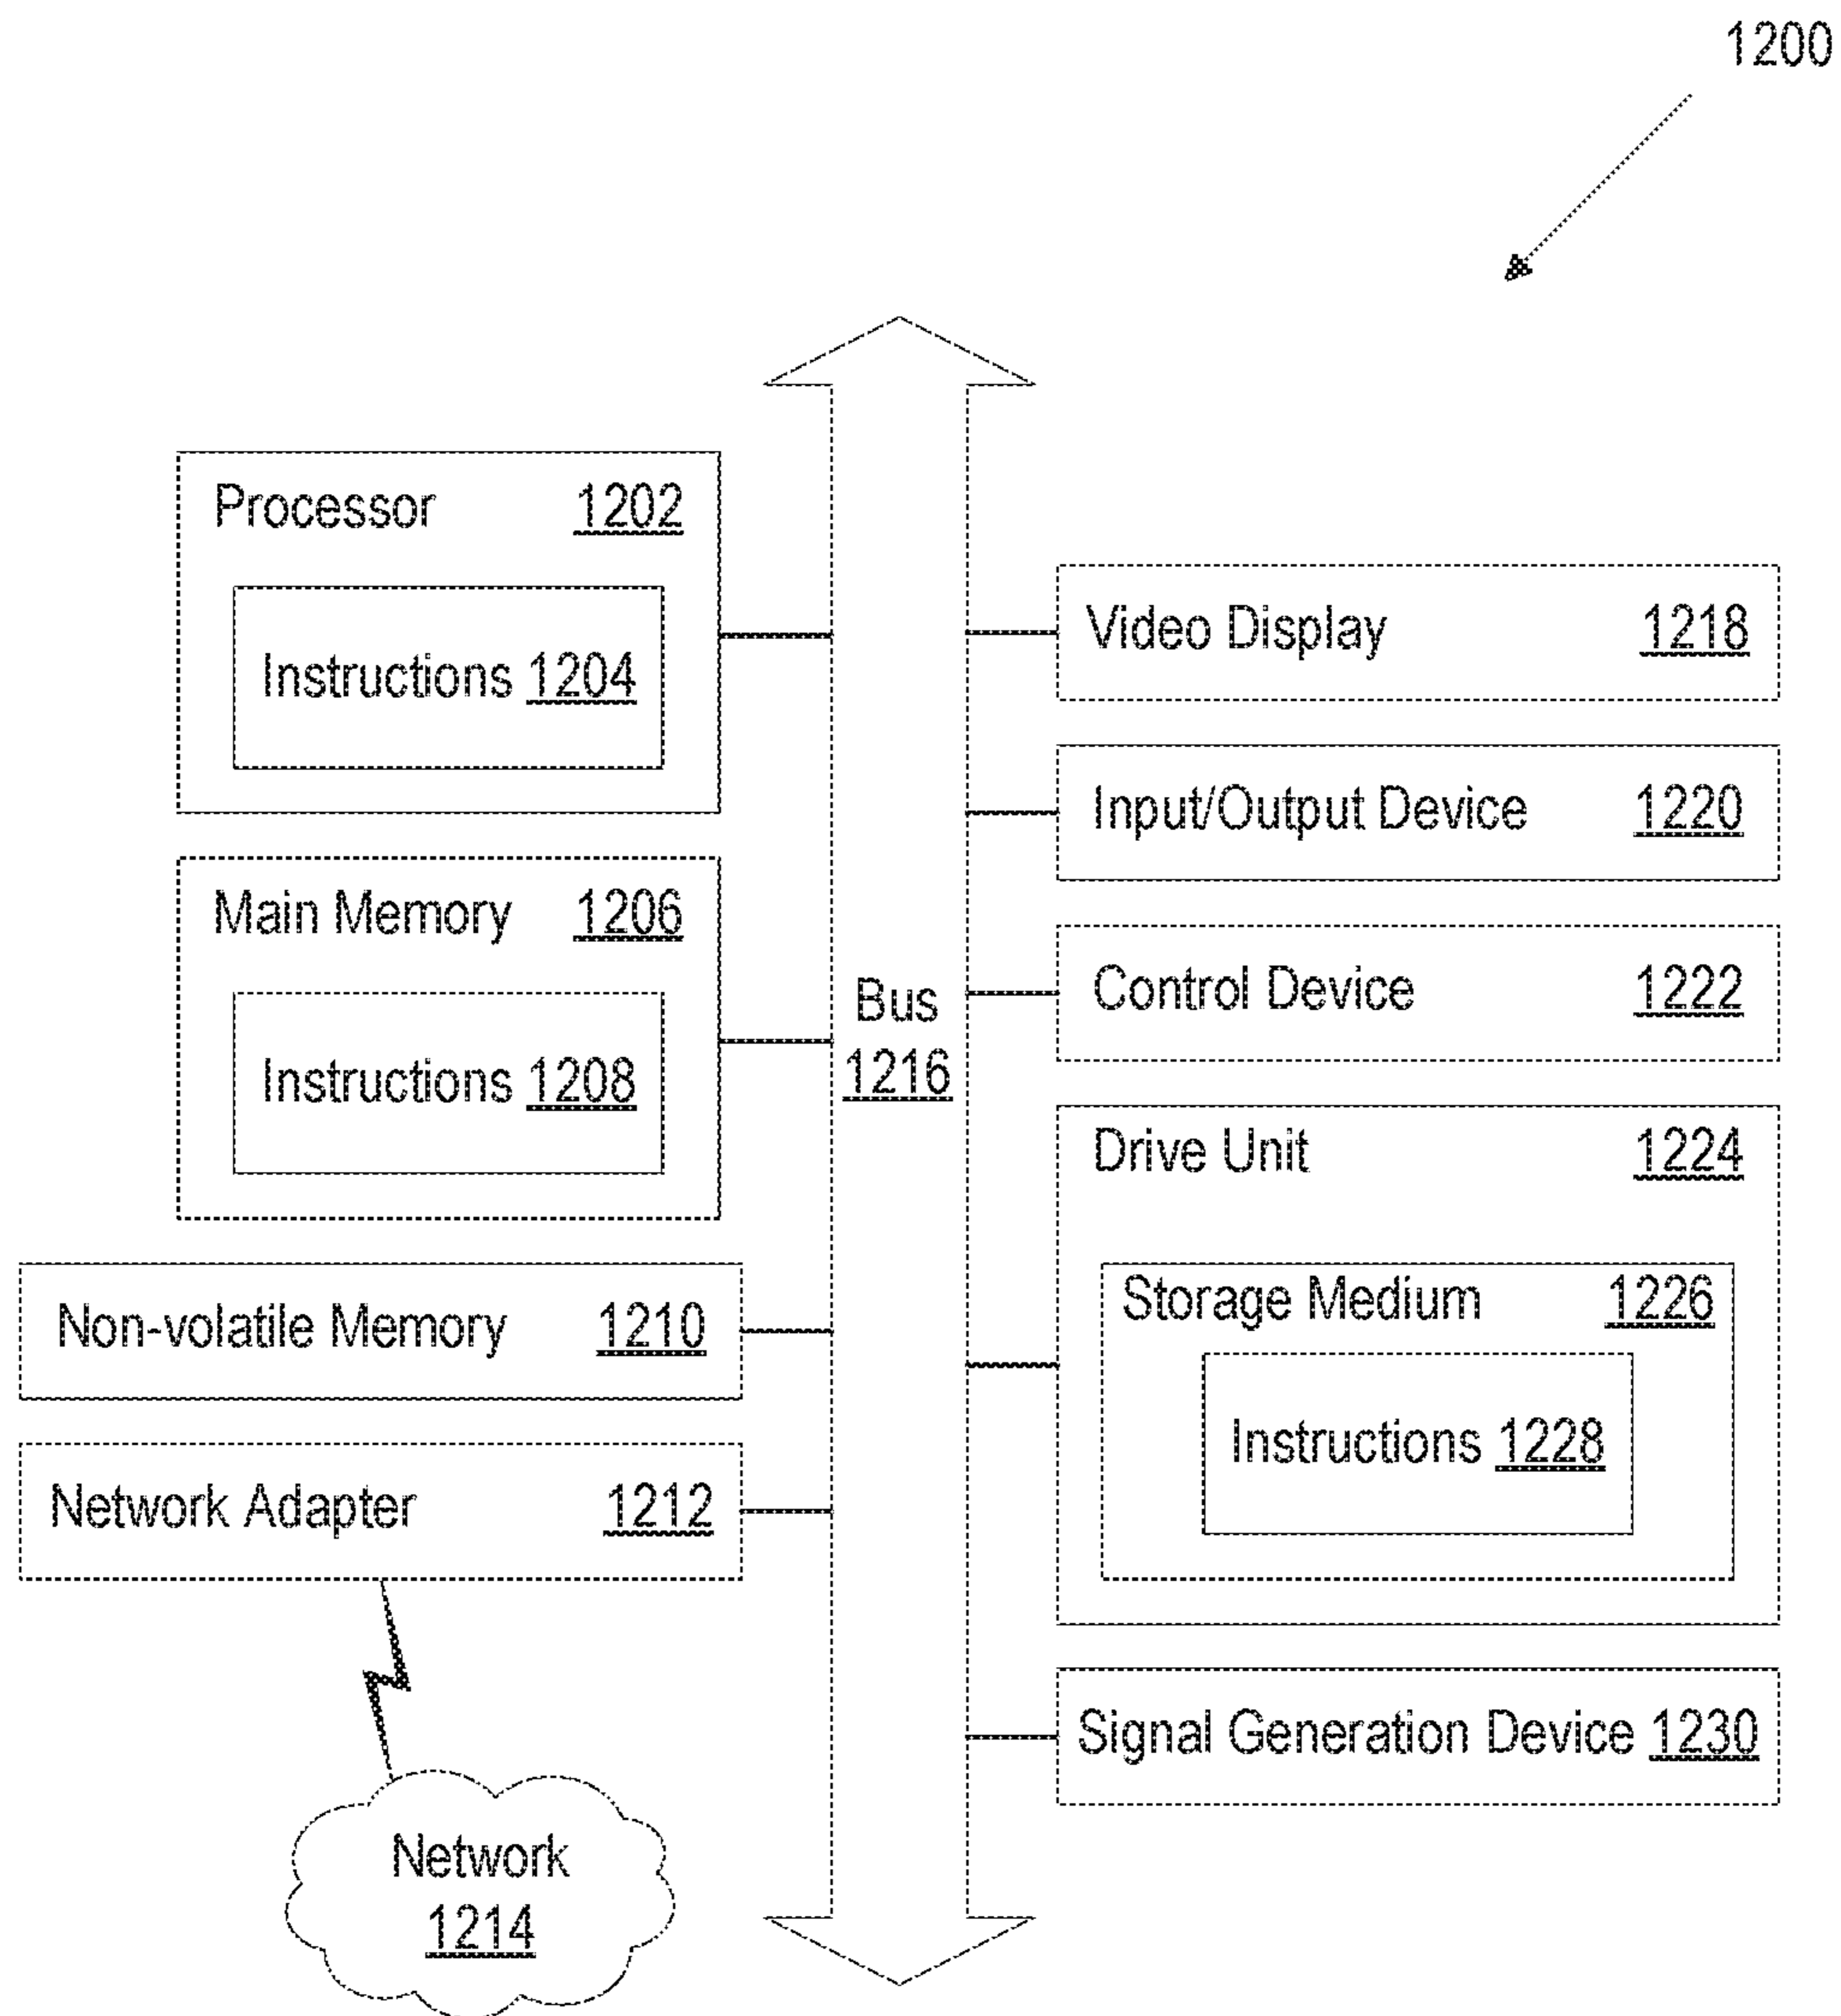 1200
Processor 1202
Instructions 1204
Main Memory 1206
Instructions 1208
Non-volatile Memory 1210
Network Adapter 1212
Network
1214
Bus
1216
Video Display 1218
Input/Output Device 1220
Control Device 1222
Drive Unit 1224
Storage Medium 1226
Instructions 1228
Signal Generation Device 1230